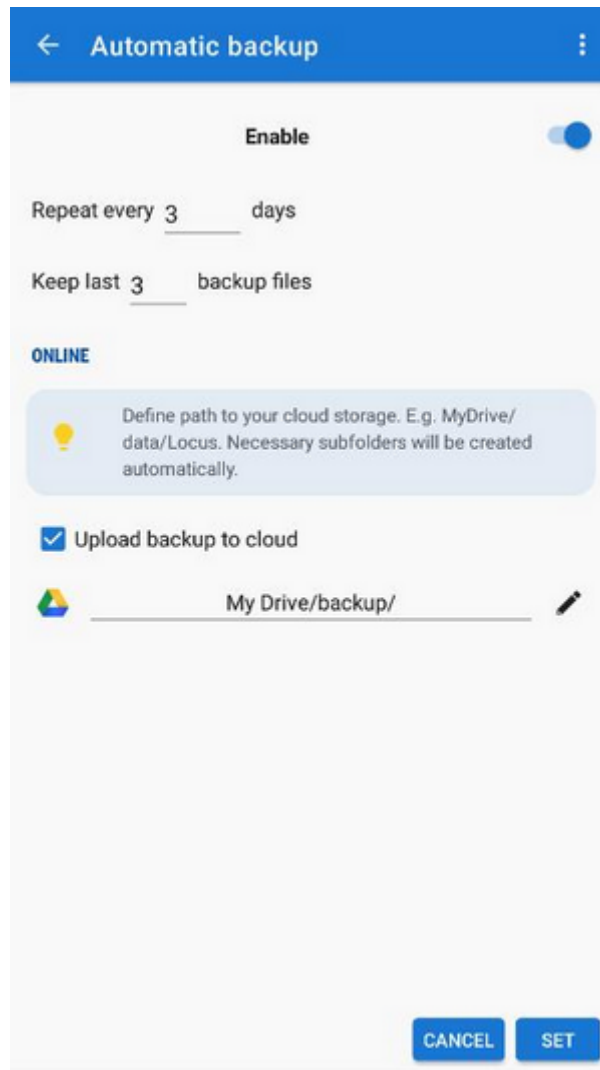 Automatic backup
Enable
Repeat every 3 days
Keep last 3 backup files
ONLINE
Define path to your cloud storage. E.g. MyDrive/
data/Locus. Necessary subfolders will be created
automatically.
Upload backup to cloud
My Drive/backup/
CANCEL SET